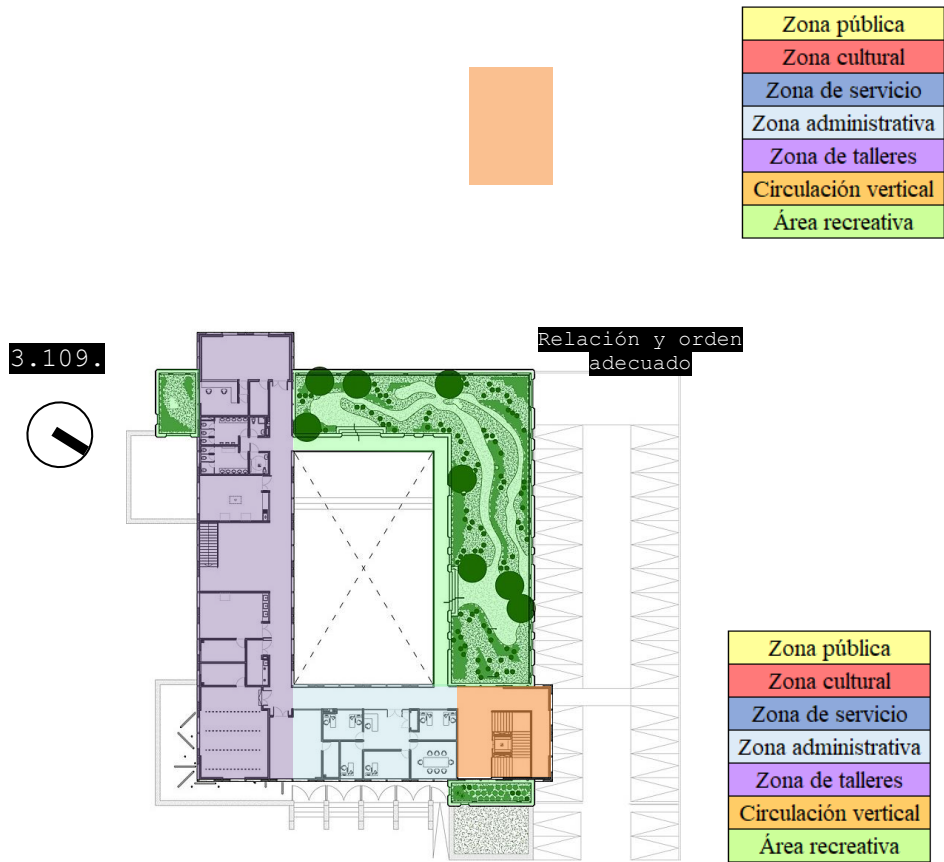 Zona pública
Zona cultural
Zona de servicio
Zona administrativa
Zona de talleres
Circulación vertical
Área recreativa
3.109.
Relación y orden
adecuado
Zona pública
Zona cultural
Zona de servicio
Zona administrativa
Zona de talleres
Circulación vertical
Área recreativa